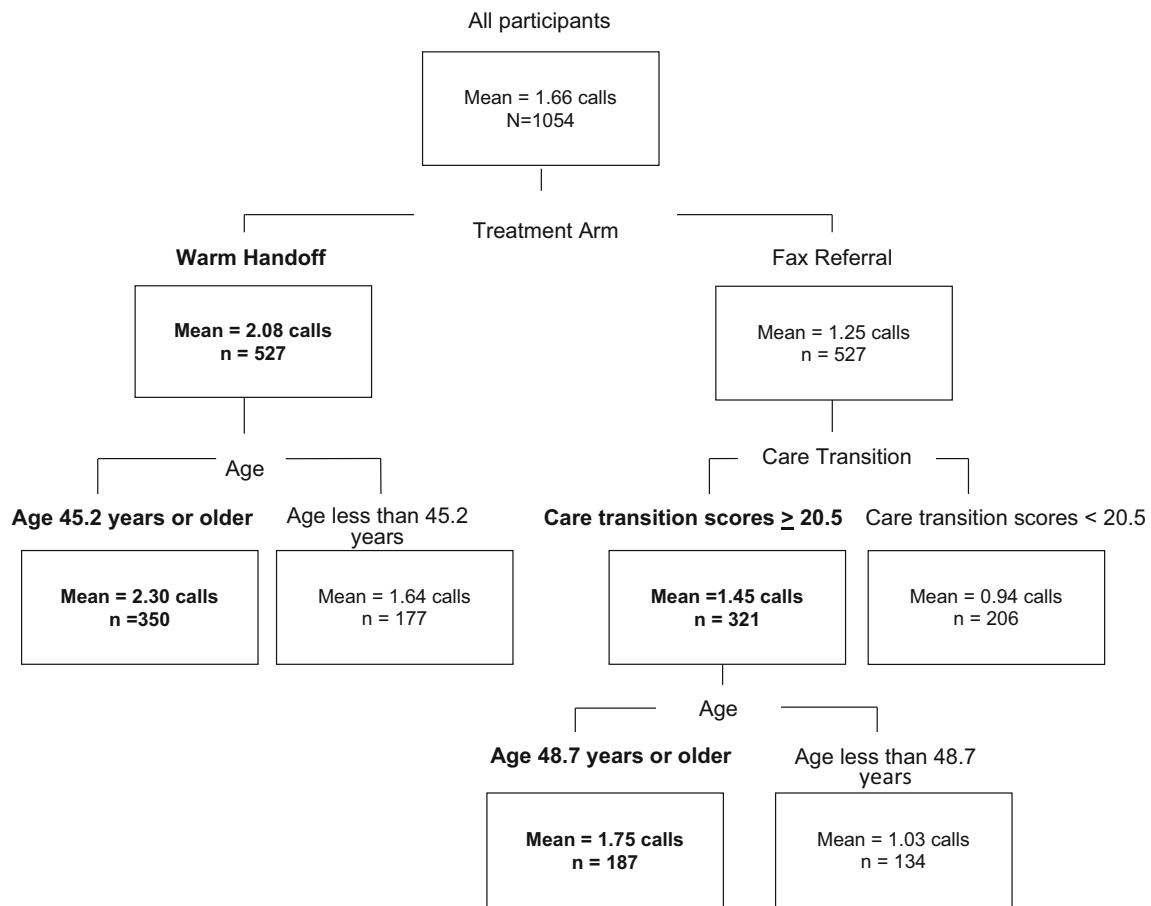 All participants
Mean = 1.66 calls
N=1054
Treatment Arm
Warm Handoff
Fax Referral
Mean = 2.08 calls
n = 527
Mean = 1.25 calls
n = 527
Age
Care Transition
Age 45.2 years or older
Age less than 45.2
years
Care transition scores ≥ 20.5
Care transition scores < 20.5
Mean = 2.30 calls
n =350
Mean = 1.64 calls
n = 177
Mean =1.45 calls
n = 321
Mean = 0.94 calls
n = 206
Age
Age 48.7 years or older
Age less than 48.7
years
Mean = 1.75 calls
n = 187
Mean = 1.03 calls
n = 134